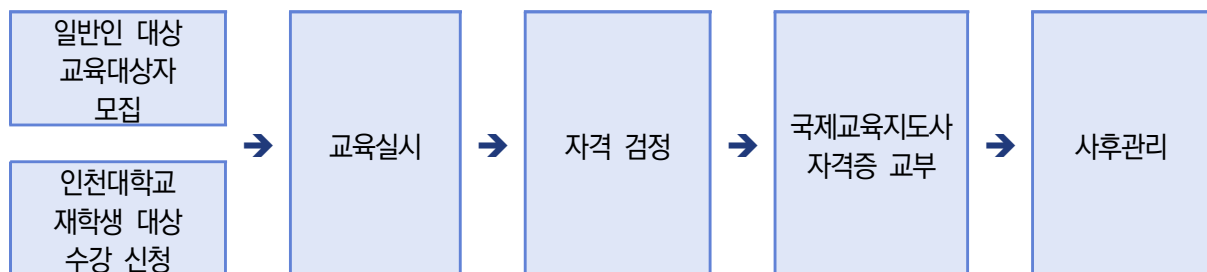 일반인 대상
교육대상자
모집
인천대학교
재학생 대상
수강 신청
교육실시
자격 검정
국제교육지도사
자격증 교부
사후관리